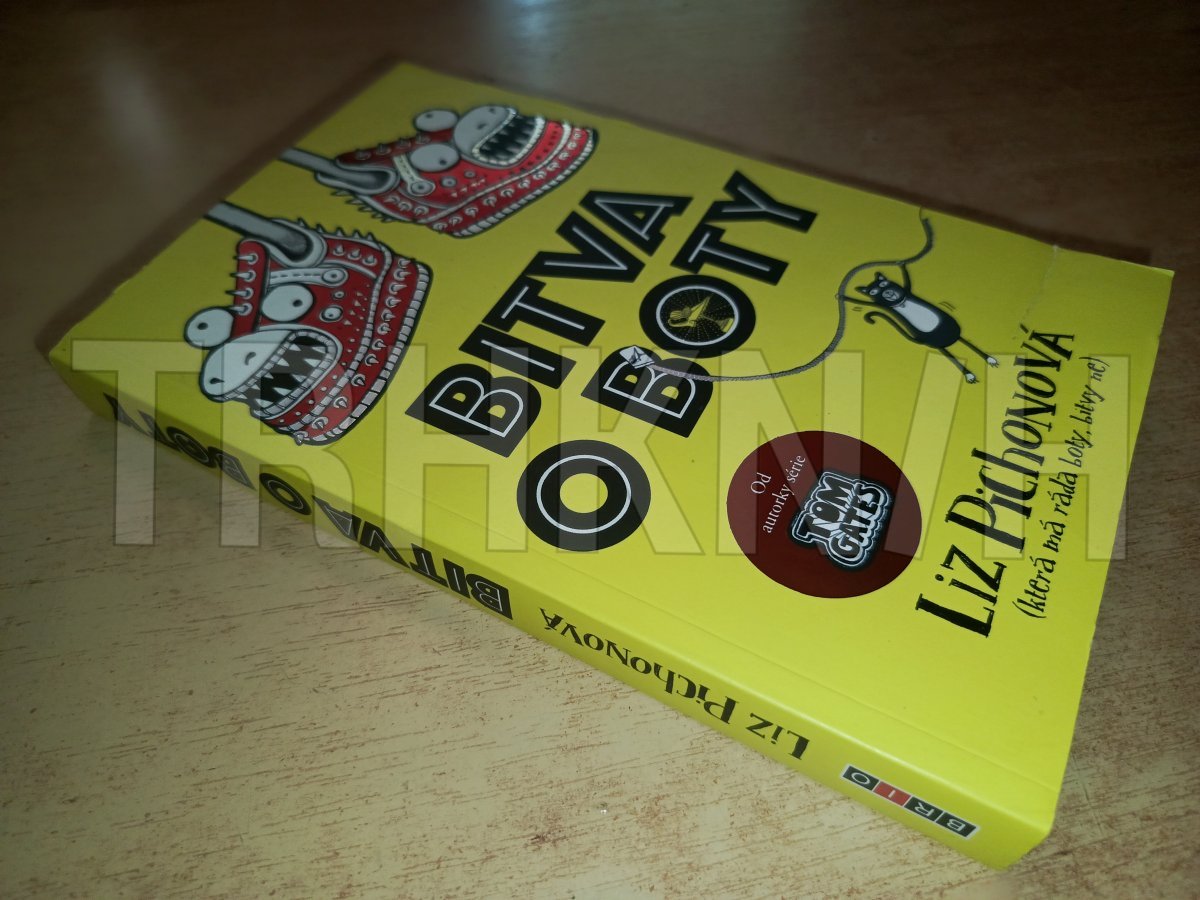 BITVA
O BOTY
Od
autorky série
TOM
GATES
Liz Pichonová
(která má ráda boty, bitvy ne)
BITVA O BOTY
Liz Pichonová
BRIO
TRHKNIH